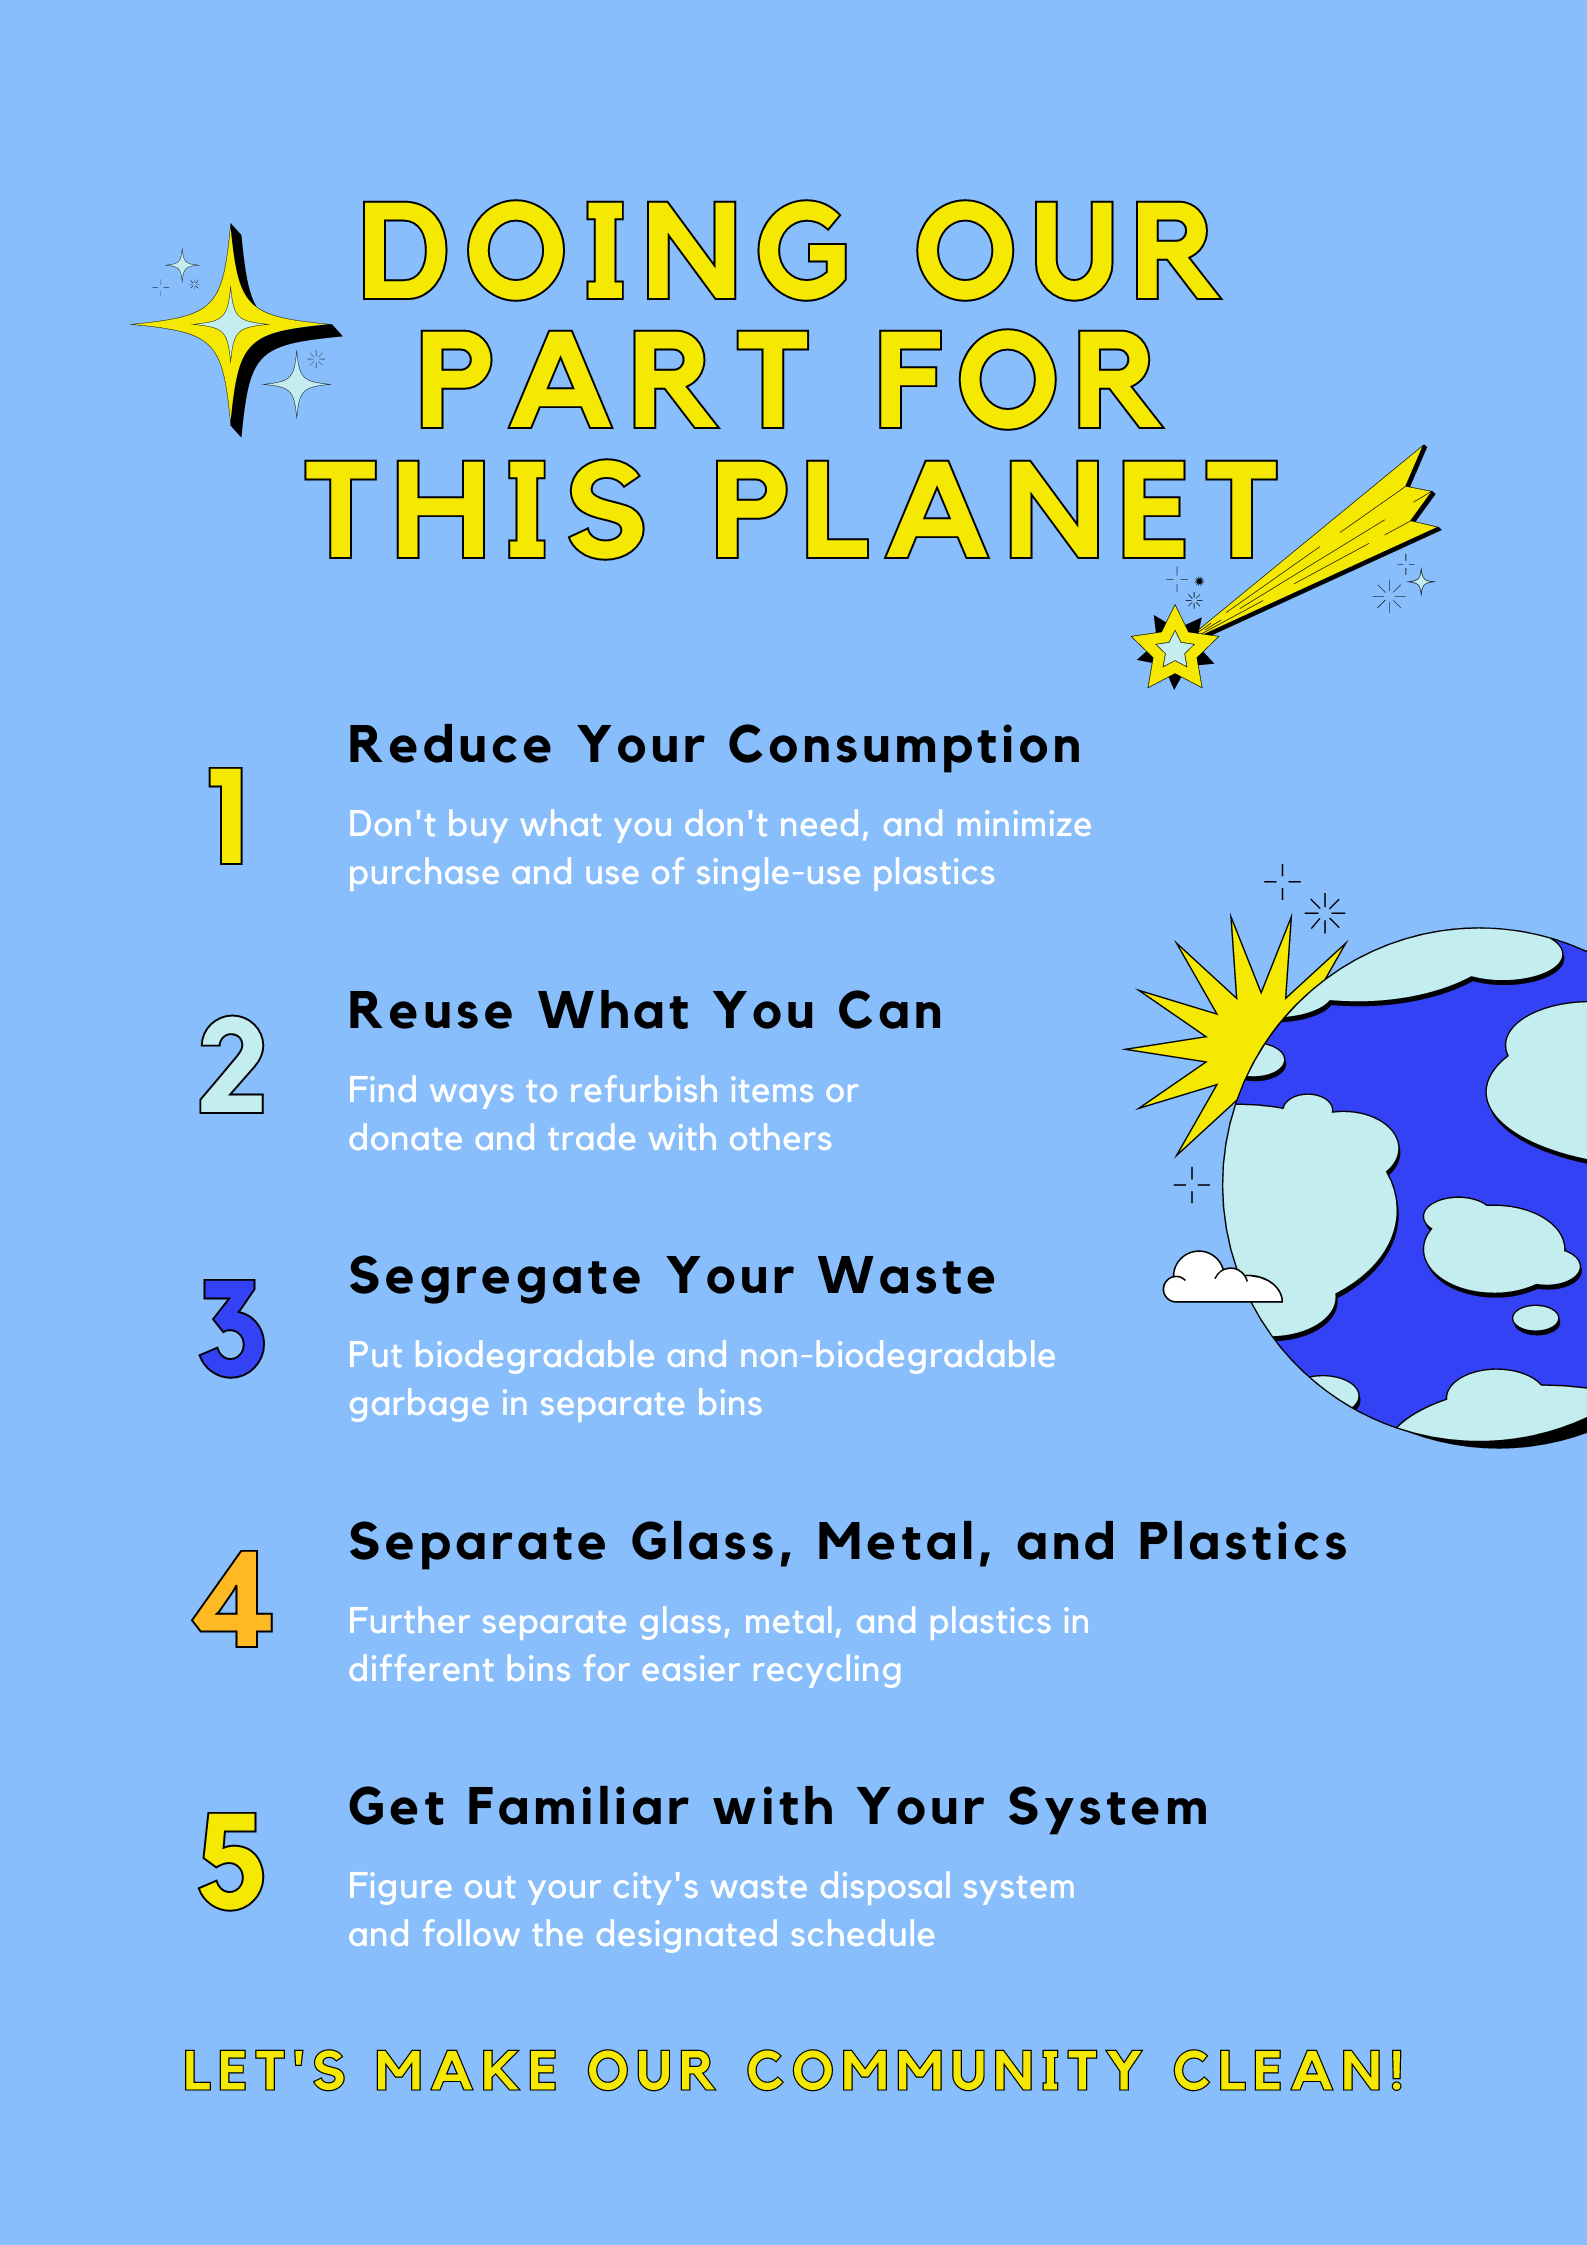 DOING OUR
PART FOR
THIS PLANET
1
Reduce Your Consumption
Don't buy what you don't need, and minimize
purchase and use of single-use plastics
2
Reuse What You Can
Find ways to refurbish items or
donate and trade with others
3
Segregate Your Waste
Put biodegradable and non-biodegradable
garbage in separate bins
4
Separate Glass, Metal, and Plastics
Further separate glass, metal, and plastics in
different bins for easier recycling
5
Get Familiar with Your System
Figure out your city's waste disposal system
and follow the designated schedule
LET'S MAKE OUR COMMUNITY CLEAN!